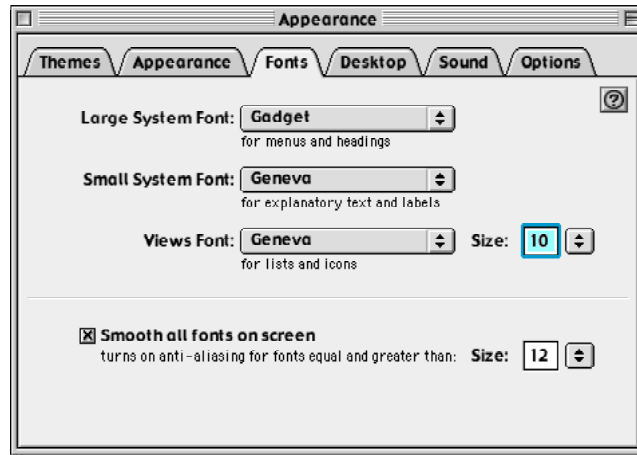 Appearance
Themes Appearance Fonts Desktop Sound Options
?
Large System Font: Gadget
for menus and headings
Small System Font: Geneva
for explanatory text and labels
Views Font: Geneva Size: 10
for lists and icons
Smooth all fonts on screen
turns on anti-aliasing for fonts equal and greater than: Size: 12